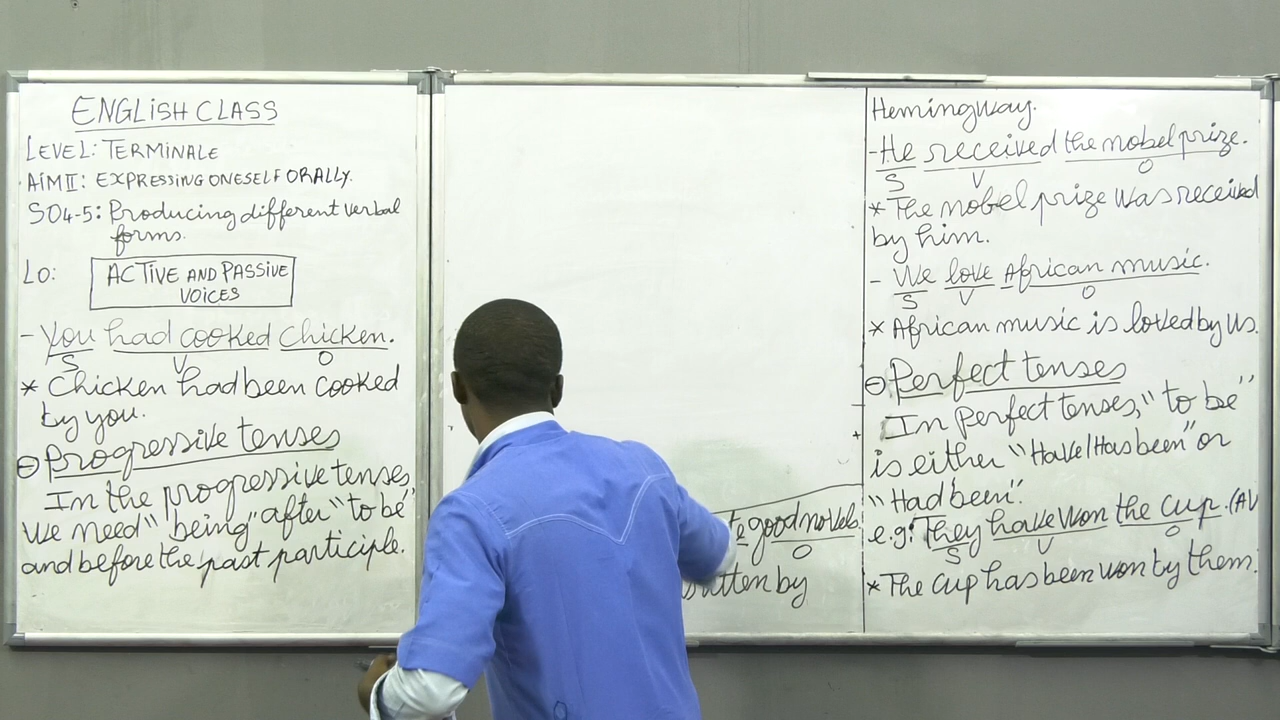 ENGLISH CLASS
LEVEL: TERMINALE
AIM II: EXPRESSING ONESELF ORALLY.
SO4-5: Producing different verbal
forms.
LO: ACTIVE AND PASSIVE
VOICES
- You had cooked chicken.
S V O
* Chicken had been cooked
by you.
⊖ Progressive tenses
In the progressive tenses,
we need "being" after "to be"
and before the past participle.
good novels
O
by
Hemingway.
- He received the nobel prize.
S V O
* The nobel prize was received
by him.
- We love African music.
S V O
* African music is loved by us.
⊖ Perfect tenses
In Perfect tenses, "to be"
is either "Have/Has been" or
"Had been".
e.g: They have won the cup. (AV
S V O
* The cup has been won by them.